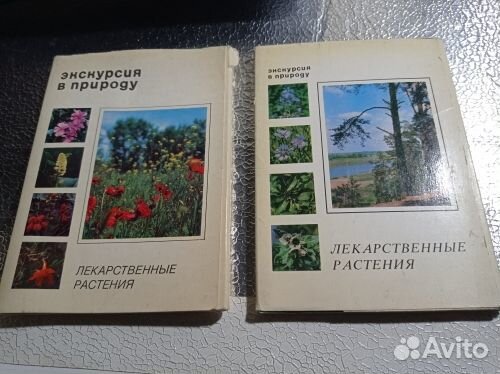 экскурсия
в природу
ЛЕКАРСТВЕННЫЕ
РАСТЕНИЯ
экскурсия
в природу
ЛЕКАРСТВЕННЫЕ
РАСТЕНИЯ
Avito